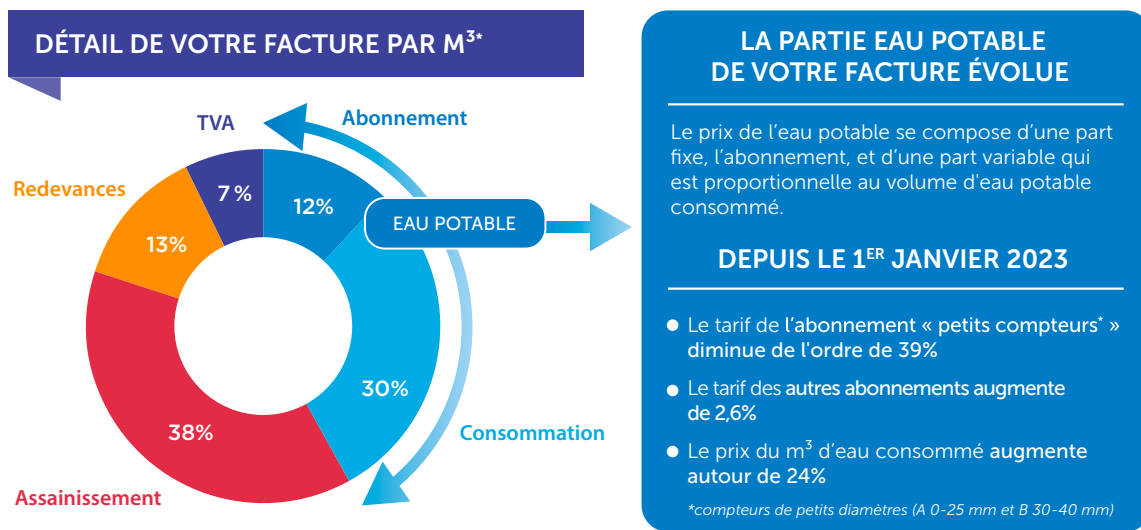 DÉTAIL DE VOTRE FACTURE PAR M³*
TVA
Abonnement
Redevances
7 %
12%
EAU POTABLE
13%
30%
38%
Consommation
Assainissement
LA PARTIE EAU POTABLE
DE VOTRE FACTURE ÉVOLUE
Le prix de l'eau potable se compose d'une part
fixe, l'abonnement, et d'une part variable qui
est proportionnelle au volume d'eau potable
consommé.
DEPUIS LE 1ER JANVIER 2023
● Le tarif de l'abonnement « petits compteurs* »
diminue de l'ordre de 39%
● Le tarif des autres abonnements augmente
de 2,6%
● Le prix du m³ d'eau consommé augmente
autour de 24%
*compteurs de petits diamètres (A 0-25 mm et B 30-40 mm)